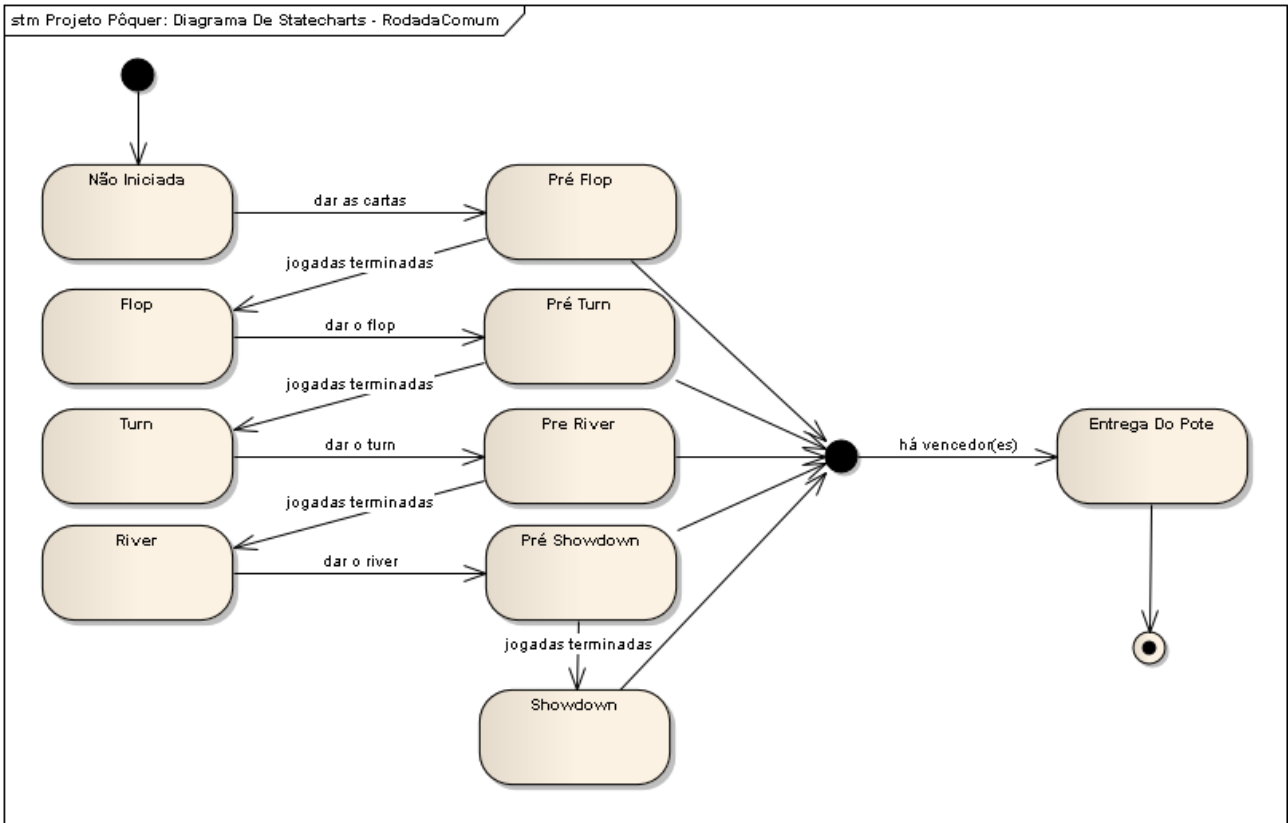 stm Projeto Pôquer: Diagrama De Statecharts - RodadaComum
Não Iniciada
dar as cartas
Pré Flop
jogadas terminadas
Flop
dar o flop
Pré Turn
jogadas terminadas
Turn
dar o turn
Pre River
há vencedor(es)
Entrega Do Pote
jogadas terminadas
River
dar o river
Pré Showdown
jogadas terminadas
Showdown